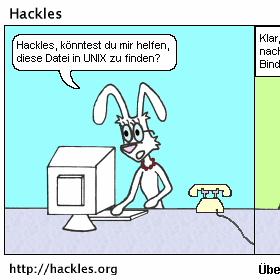 Hackles
Hackles, könntest du mir helfen,
diese Datei in UNIX zu finden?
Klar,
nach
Bind
http://hackles.org
Übe